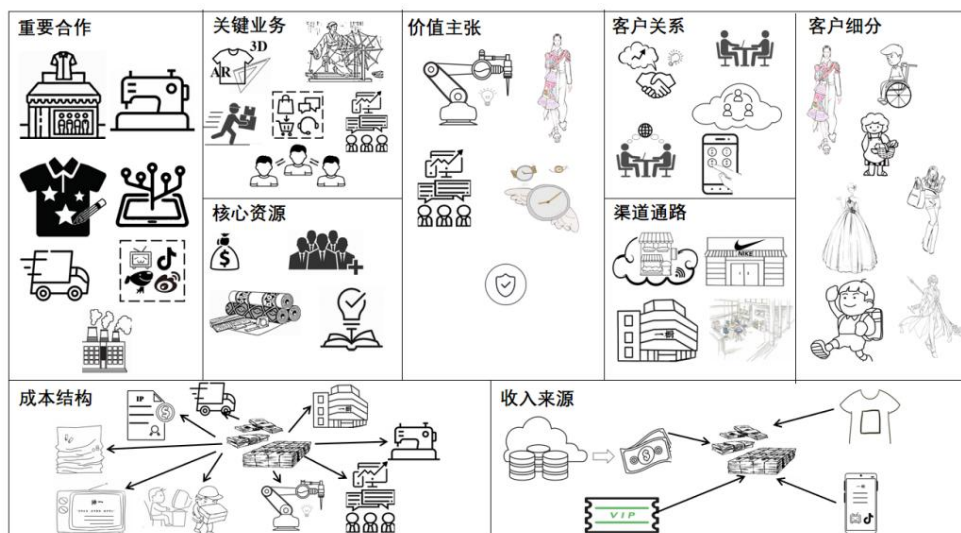 重要合作
关键业务
价值主张
客户关系
客户细分
3D
AR
核心资源
$
渠道通路
NIKE
一帜
成本结构
IP
$
收入来源
$
VIP